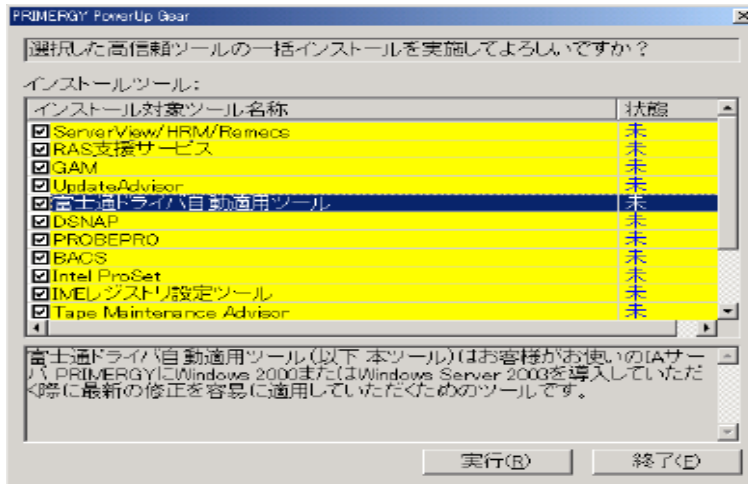 PRIMERGY PowerUp Gear
選択した高信頼ツールの一括インストールを実施してよろしいですか？
インストールツール：
インストール対象ツール名称 状態
ServerView/HRM/Remecs 未
RAS支援サービス 未
GAM 未
UpdateAdvisor 未
富士通ドライバ自動適用ツール 未
DSNAP 未
PROBEPRO 未
BACS 未
Intel ProSet 未
IMEレジストリ設定ツール 未
Tape Maintenance Advisor 未
富士通ドライバ自動適用ツール（以下 本ツール）はお客様がお使いのIAサー
バ PRIMERGYにWindows 2000またはWindows Server 2003を導入していただ
く際に最新の修正を容易に適用していただくためのツールです。
実行(R) 終了(E)